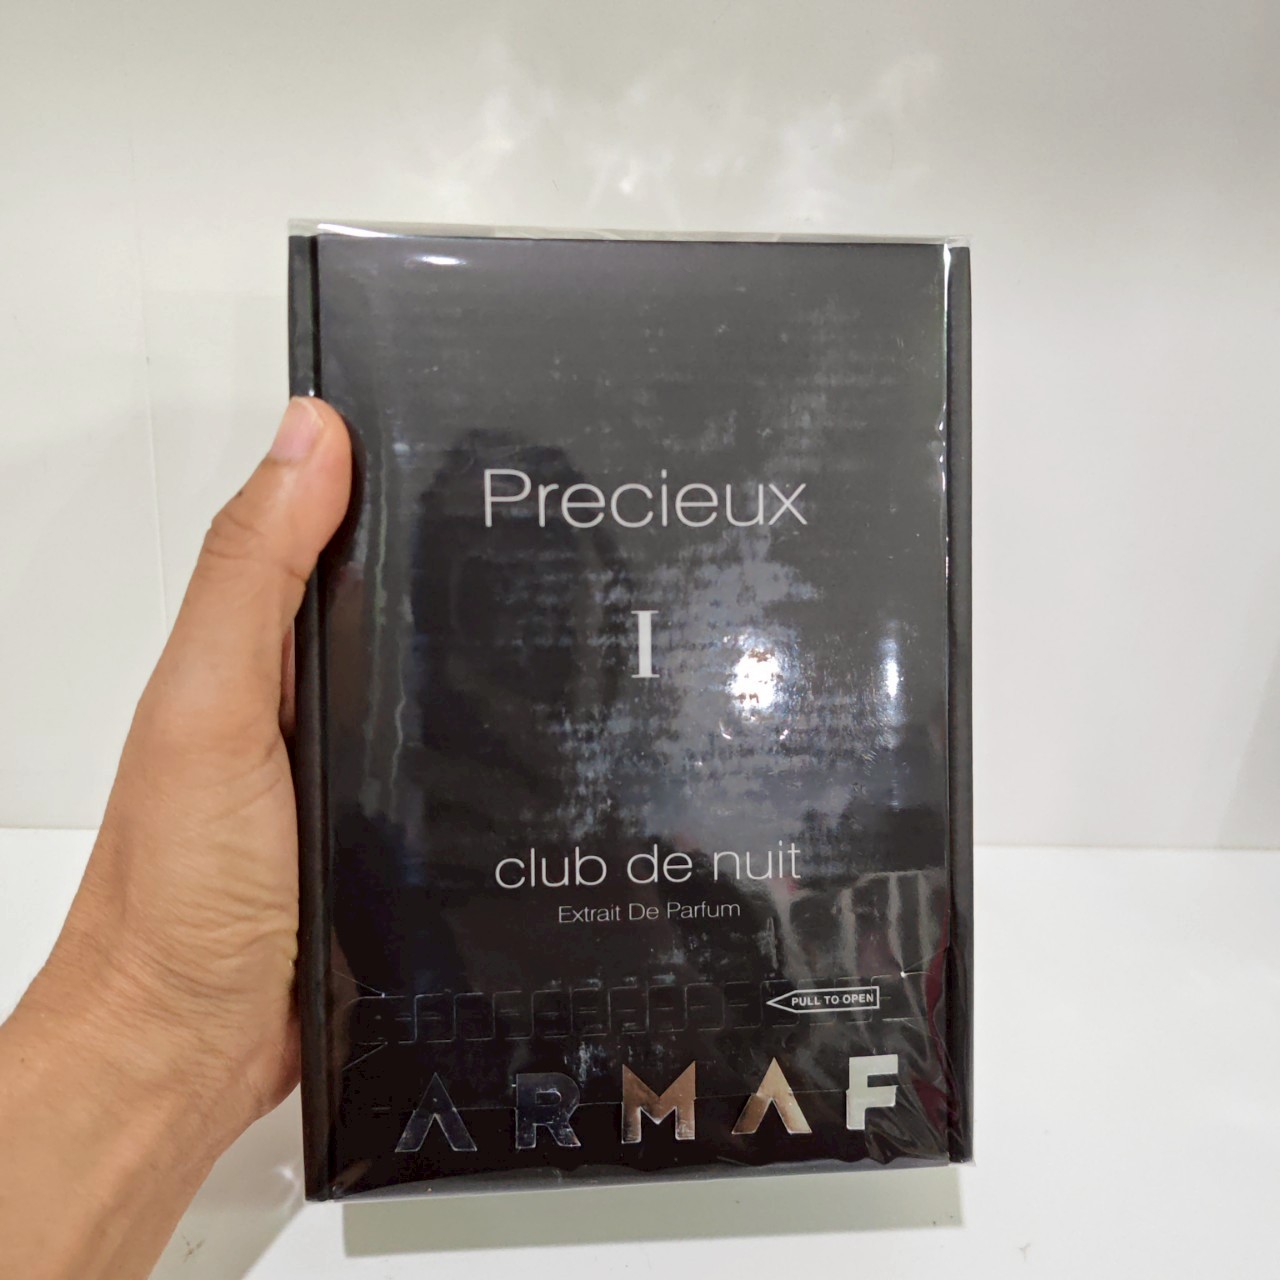 Precieux
I
club de nuit
Extrait De Parfum
PULL TO OPEN
ARMAF